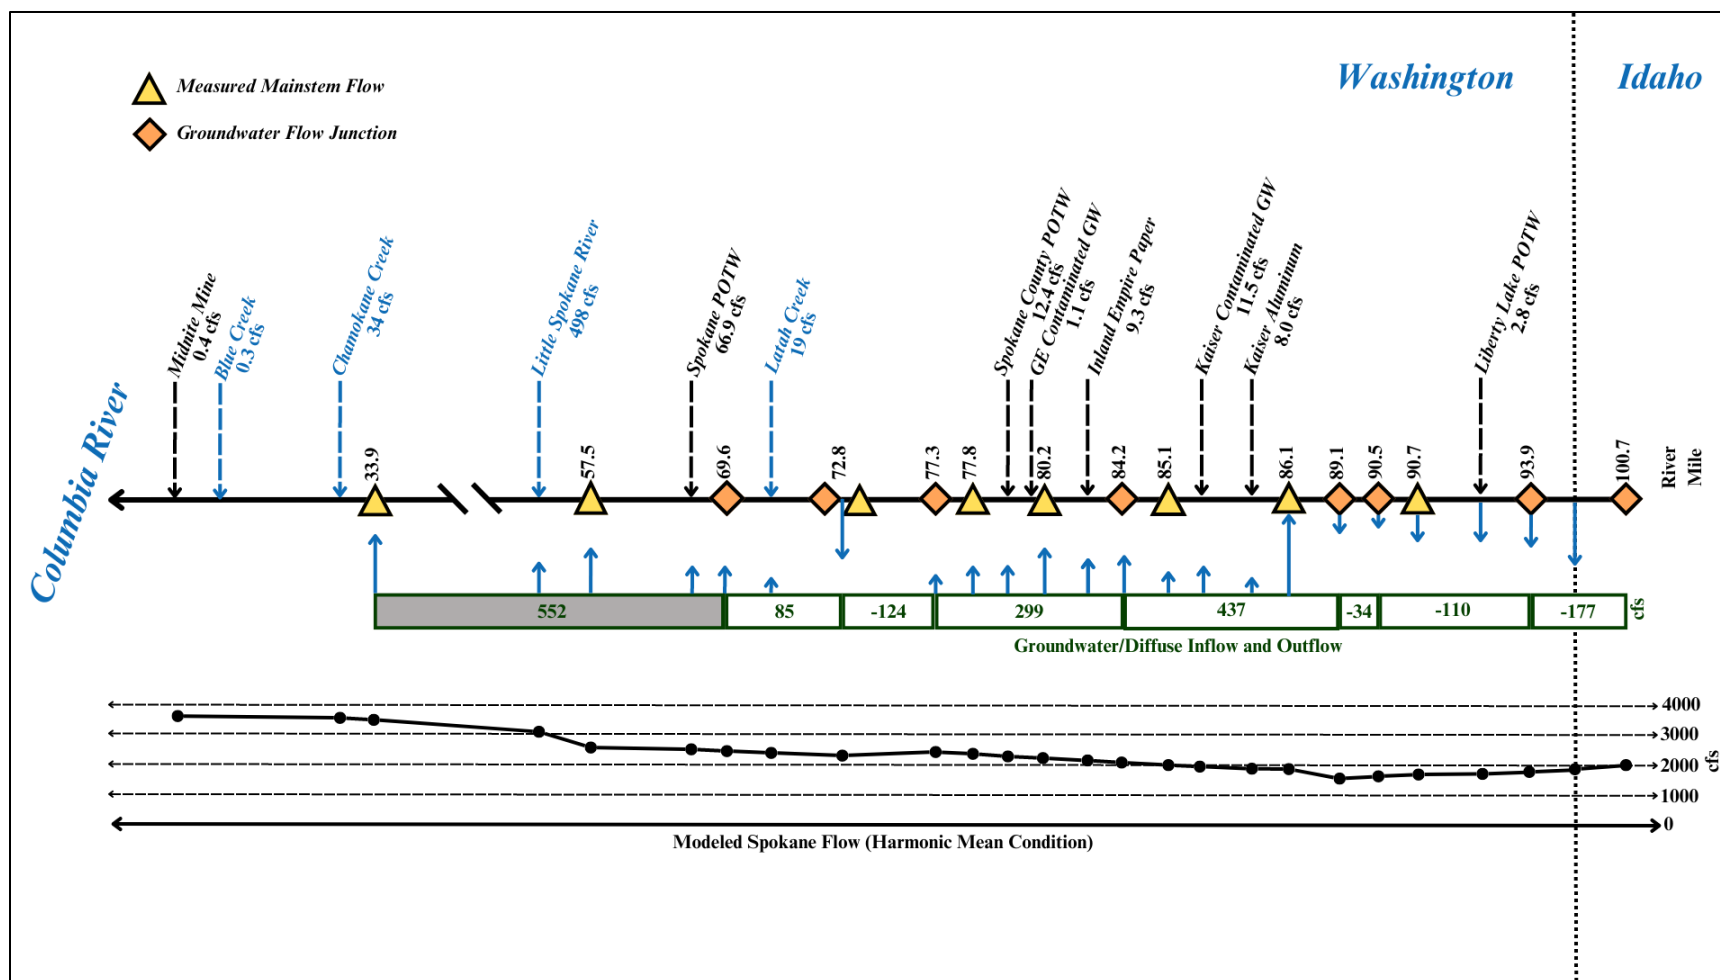 Washington
Idaho
Measured Mainstem Flow
Groundwater Flow Junction
Midnite Mine
0.4 cfs
Blue Creek
0.3 cfs
Chamokane Creek
34 cfs
Little Spokane River
498 cfs
Spokane POTW
66.9 cfs
Latah Creek
19 cfs
Spokane County POTW
12.4 cfs
GE Contaminated GW
1.1 cfs
Inland Empire Paper
9.3 cfs
Kaiser Contaminated GW
11.5 cfs
Kaiser Aluminum
8.0 cfs
Liberty Lake POTW
2.8 cfs
Columbia River
33.9
57.5
69.6
72.8
77.3
77.8
80.2
84.2
85.1
86.1
89.1
90.5
90.7
93.9
100.7
River
Mile
552
85
-124
299
437
-34
-110
-177
cfs
Groundwater/Diffuse Inflow and Outflow
4000
3000
2000
1000
0
cfs
Modeled Spokane Flow (Harmonic Mean Condition)